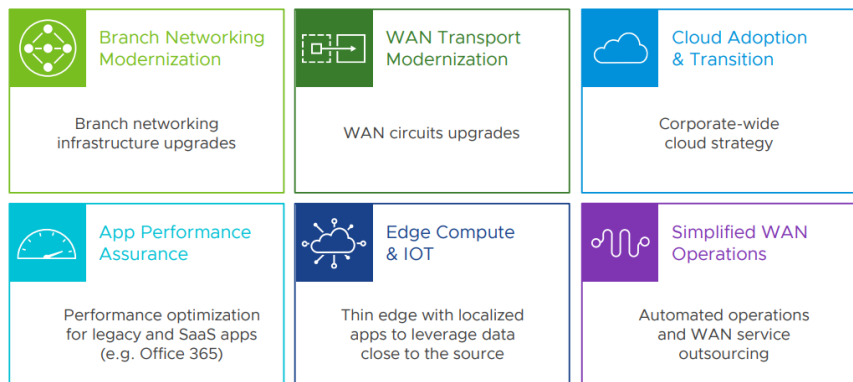 Branch Networking
Modernization
Branch networking
infrastructure upgrades
WAN Transport
Modernization
WAN circuits upgrades
Cloud Adoption
& Transition
Corporate-wide
cloud strategy
App Performance
Assurance
Performance optimization
for legacy and SaaS apps
(e.g. Office 365)
Edge Compute
& IOT
Thin edge with localized
apps to leverage data
close to the source
Simplified WAN
Operations
Automated operations
and WAN service
outsourcing